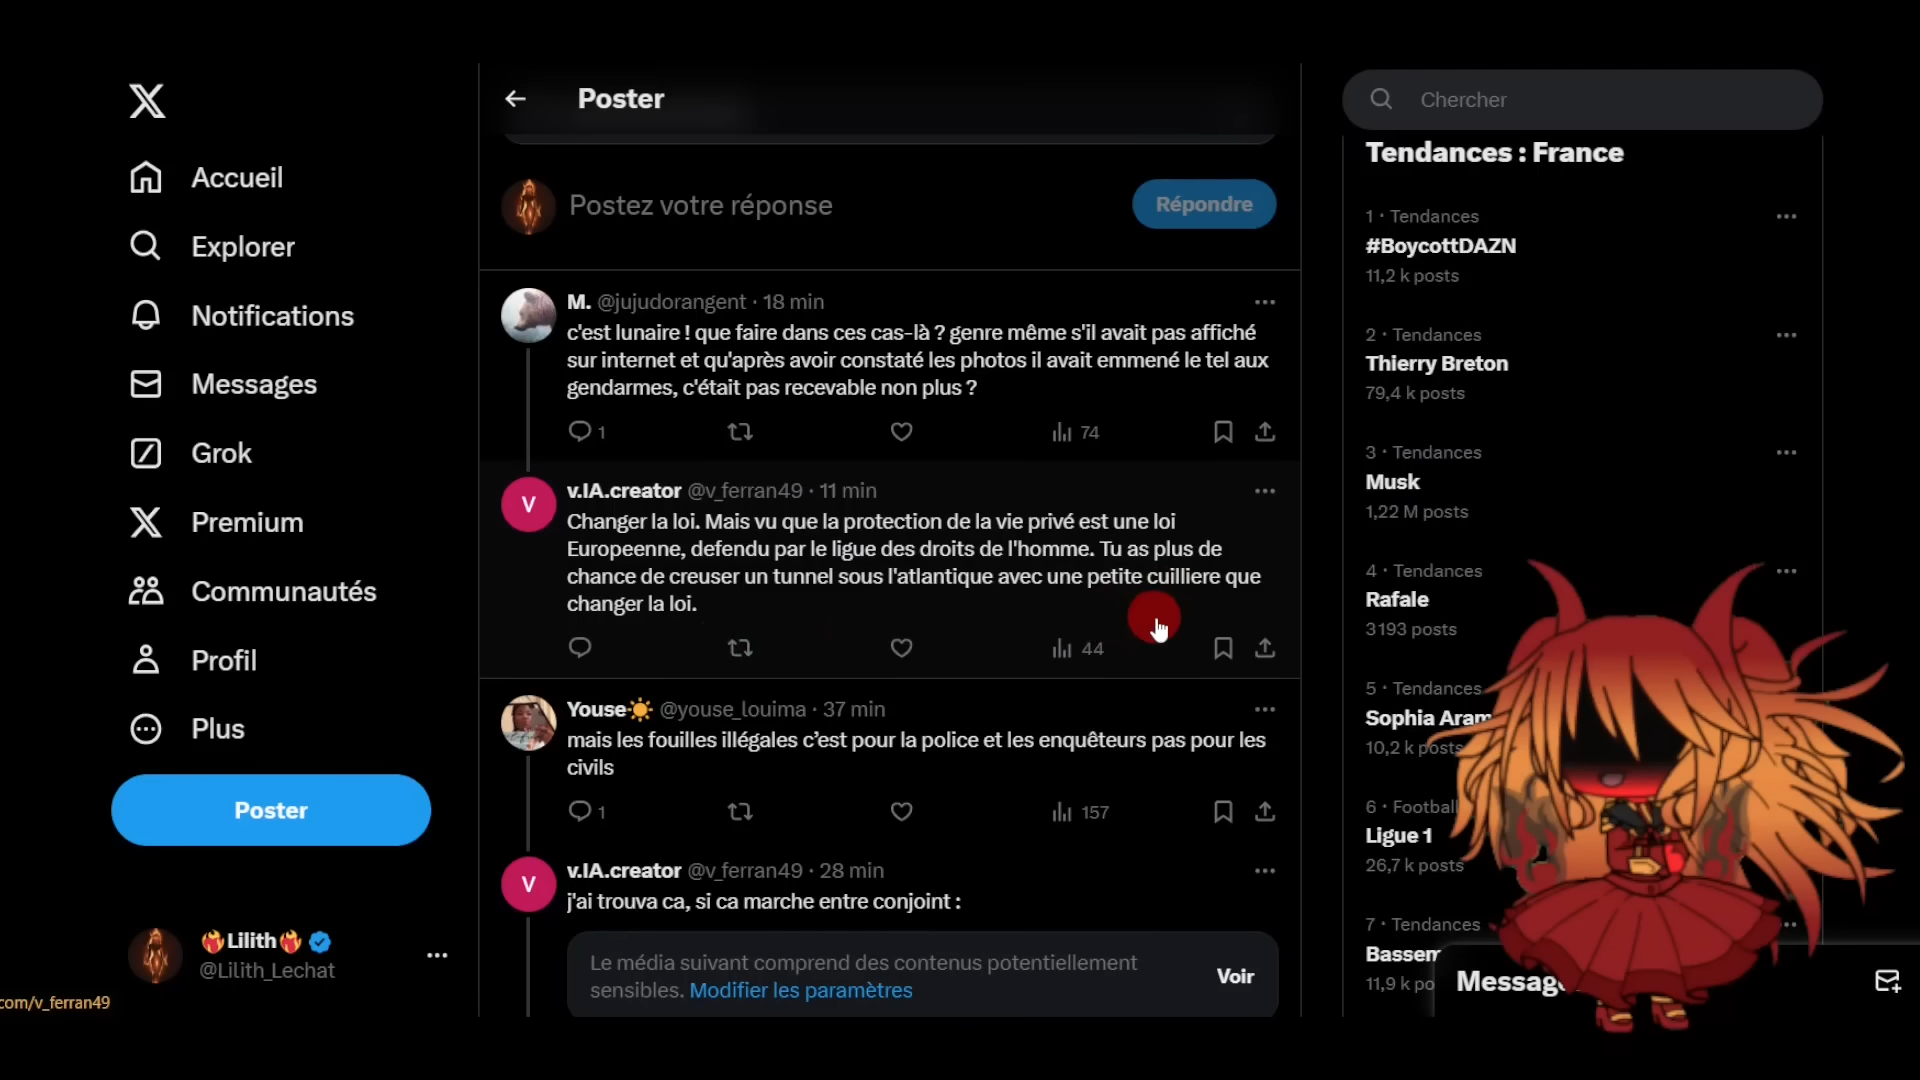 Accueil
Explorer
Notifications
Messages
Grok
Premium
Communautés
Profil
Plus
Poster
Lilith
@Lilith_Lechat
com/v_ferran49
Poster
Postez votre réponse
Répondre
M. @jujudorangent · 18 min
c'est lunaire ! que faire dans ces cas-là ? genre même s'il avait pas affiché
sur internet et qu'après avoir constaté les photos il avait emmené le tel aux
gendarmes, c'était pas recevable non plus ?
1
74
V
v.IA.creator @v_ferran49 · 11 min
Changer la loi. Mais vu que la protection de la vie privé est une loi
Europeenne, defendu par le ligue des droits de l'homme. Tu as plus de
chance de creuser un tunnel sous l'atlantique avec une petite cuilliere que
changer la loi.
44
Youse @youse_louima · 37 min
mais les fouilles illégales c’est pour la police et les enquêteurs pas pour les
civils
1
157
V
v.IA.creator @v_ferran49 · 28 min
j'ai trouva ca, si ca marche entre conjoint :
Le média suivant comprend des contenus potentiellement
sensibles. Modifier les paramètres
Voir
Chercher
Tendances : France
1 · Tendances
#BoycottDAZN
11,2 k posts
2 · Tendances
Thierry Breton
79,4 k posts
3 · Tendances
Musk
1,22 M posts
4 · Tendances
Rafale
3 193 posts
5 · Tendances
Sophia Aram
10,2 k posts
6 · Football
Ligue 1
26,7 k posts
7 · Tendances
Bassem
11,9 k po
Message